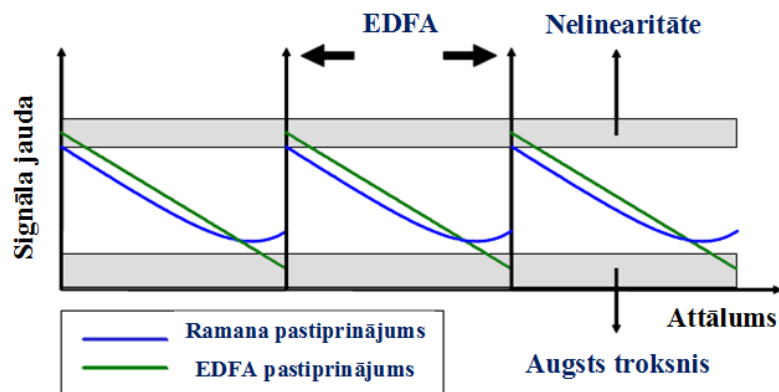 EDFA
Nelinearitāte
Signāla jauda
Attālums
Ramana pastiprinājums
EDFA pastiprinājums
Augsts troksnis